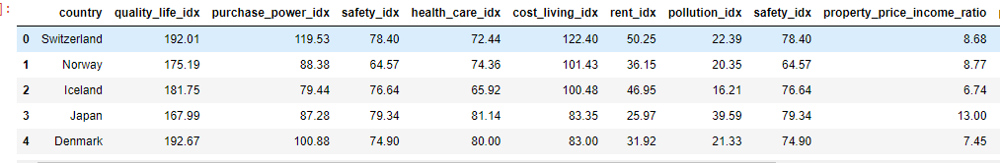 ]:
country quality_life_idx purchase_power_idx safety_idx health_care_idx cost_living_idx rent_idx pollution_idx safety_idx property_price_income_ratio
0 Switzerland 192.01 119.53 78.40 72.44 122.40 50.25 22.39 78.40 8.68
1 Norway 175.19 88.38 64.57 74.36 101.43 36.15 20.35 64.57 8.77
2 Iceland 181.75 79.44 76.64 65.92 100.48 46.95 16.21 76.64 6.74
3 Japan 167.99 87.28 79.34 81.14 83.35 25.97 39.59 79.34 13.00
4 Denmark 192.67 100.88 74.90 80.00 83.00 31.92 21.33 74.90 7.45